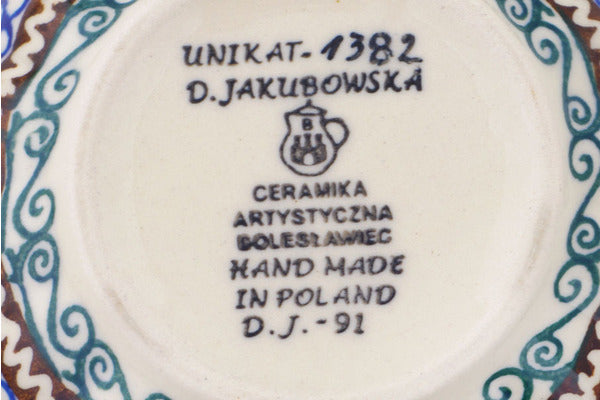 UNIKAT-1382
D. JAKUBOWSKA
B
CERAMIKA
ARTYSTYCZNA
BOLESŁAWIEC
HAND MADE
IN POLAND
D.J.-91